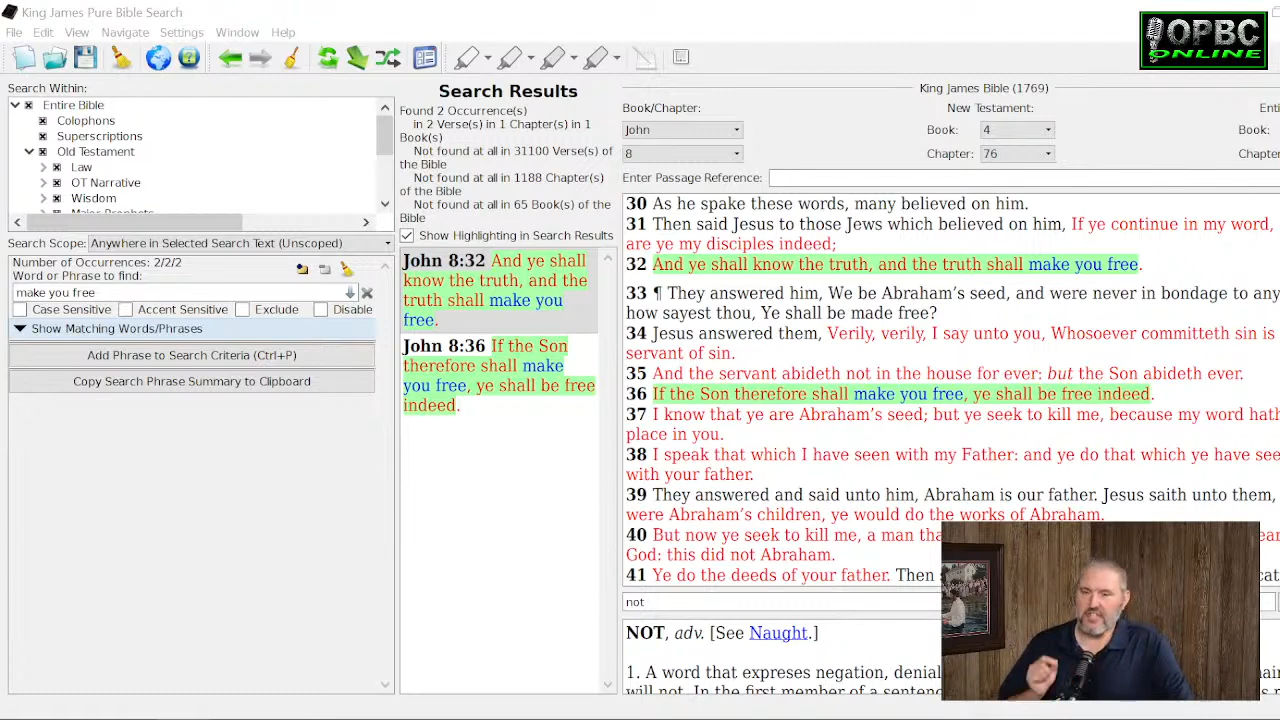 King James Pure Bible Search
File Edit View Navigate Settings Window Help
OPBC
ONLINE
Search Within:
Entire Bible
Colophons
Superscriptions
Old Testament
Law
OT Narrative
Wisdom
Major Prophets
Search Scope: Anywhere in Selected Search Text (Unscoped)
Number of Occurrences: 2/2/2
Word or Phrase to find:
make you free
Case Sensitive Accent Sensitive Exclude Disable
Show Matching Words/Phrases
Add Phrase to Search Criteria (Ctrl+P)
Copy Search Phrase Summary to Clipboard
Search Results
Found 2 Occurrence(s)
in 2 Verse(s) in 1 Chapter(s) in 1
Book(s)
Not found at all in 31100 Verse(s) of
the Bible
Not found at all in 1188 Chapter(s)
of the Bible
Not found at all in 65 Book(s) of the
Bible
Show Highlighting in Search Results
John 8:32 And ye shall
know the truth, and the
truth shall make you
free.
John 8:36 If the Son
therefore shall make
you free, ye shall be free
indeed.
King James Bible (1769)
Book/Chapter: New Testament:
John Book: 4 Book:
8 Chapter: 76 Chapte
Enter Passage Reference:
30 As he spake these words, many believed on him.
31 Then said Jesus to those Jews which believed on him, If ye continue in my word,
are ye my disciples indeed;
32 And ye shall know the truth, and the truth shall make you free.
33 ¶ They answered him, We be Abraham’s seed, and were never in bondage to any
how sayest thou, Ye shall be made free?
34 Jesus answered them, Verily, verily, I say unto you, Whosoever committeth sin is
servant of sin.
35 And the servant abideth not in the house for ever: but the Son abideth ever.
36 If the Son therefore shall make you free, ye shall be free indeed.
37 I know that ye are Abraham’s seed; but ye seek to kill me, because my word hath
place in you.
38 I speak that which I have seen with my Father: and ye do that which ye have see
with your father.
39 They answered and said unto him, Abraham is our father. Jesus saith unto them,
were Abraham’s children, ye would do the works of Abraham.
40 But now ye seek to kill me, a man tha
God: this did not Abraham.
41 Ye do the deeds of your father. Then
not
NOT, adv. [See Naught.]
1. A word that expreses negation, denial
will not. In the first member of a sentenc